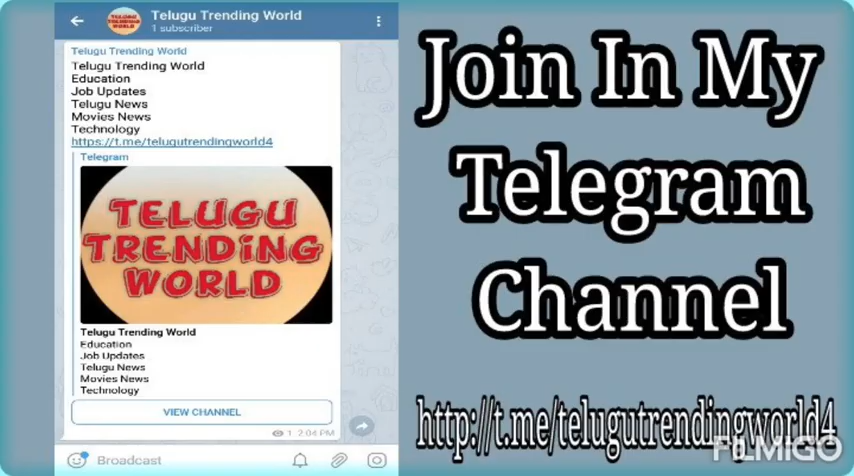 Telugu Trending World
1 subscriber
Telugu Trending World
Telugu Trending World
Education
Job Updates
Telugu News
Movies News
Technology
https://t.me/telugutrendingworld4
Telegram
TELUGU
TRENDiNG
WORLD
Telugu Trending World
Education
Job Updates
Telugu News
Movies News
Technology
VIEW CHANNEL
1 2:04 PM
Broadcast
Join In My
Telegram
Channel
http://t.me/telugutrendingworld4
FILMIGO